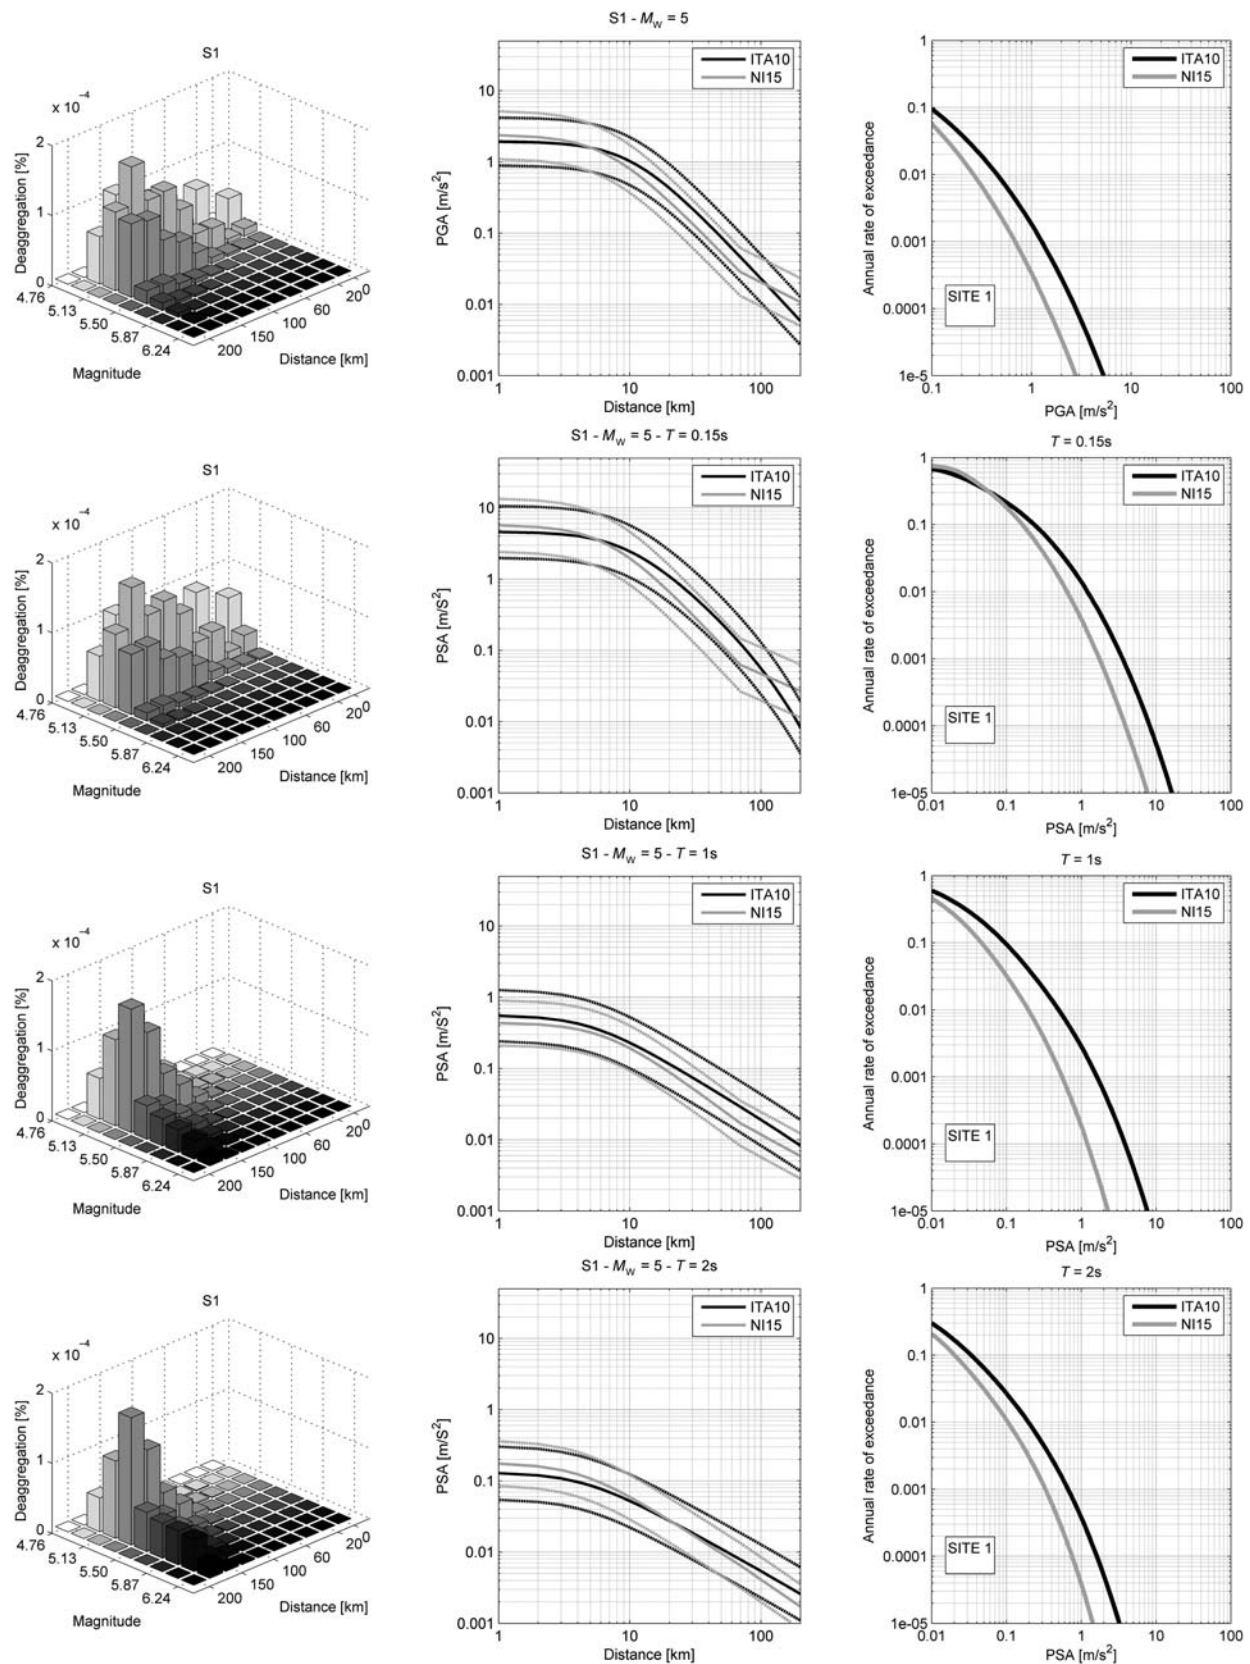 S1
x 10⁻⁴
Deaggregation [%]
2
1
0
4.76
5.13
5.50
5.87
6.24
Magnitude
200
150
100
60
20
0
Distance [km]
S1 - M_W = 5
ITA10
NI15
PGA [m/s²]
10
1
0.1
0.01
0.001
1
10
100
Distance [km]
ITA10
NI15
Annual rate of exceedance
1
0.1
0.01
0.001
0.0001
1e-5
SITE 1
0.1
1
10
100
PGA [m/s²]
S1
x 10⁻⁴
Deaggregation [%]
2
1
0
4.76
5.13
5.50
5.87
6.24
Magnitude
200
150
100
60
20
0
Distance [km]
S1 - M_W = 5 - T = 0.15s
ITA10
NI15
PSA [m/S²]
10
1
0.1
0.01
0.001
1
10
100
Distance [km]
T = 0.15s
ITA10
NI15
Annual rate of exceedance
1
0.1
0.01
0.001
0.0001
1e-05
SITE 1
0.01
0.1
1
10
100
PSA [m/s²]
S1
x 10⁻⁴
Deaggregation [%]
2
1
0
4.76
5.13
5.50
5.87
6.24
Magnitude
200
150
100
60
20
0
Distance [km]
S1 - M_W = 5 - T = 1s
ITA10
NI15
PSA [m/S²]
10
1
0.1
0.01
0.001
1
10
100
Distance [km]
T = 1s
ITA10
NI15
Annual rate of exceedance
1
0.1
0.01
0.001
0.0001
1e-05
SITE 1
0.01
0.1
1
10
100
PSA [m/s²]
S1
x 10⁻⁴
Deaggregation [%]
2
1
0
4.76
5.13
5.50
5.87
6.24
Magnitude
200
150
100
60
20
0
Distance [km]
S1 - M_W = 5 - T = 2s
ITA10
NI15
PSA [m/S²]
10
1
0.1
0.01
0.001
1
10
100
Distance [km]
T = 2s
ITA10
NI15
Annual rate of exceedance
1
0.1
0.01
0.001
0.0001
1e-05
SITE 1
0.01
0.1
1
10
100
PSA [m/s²]